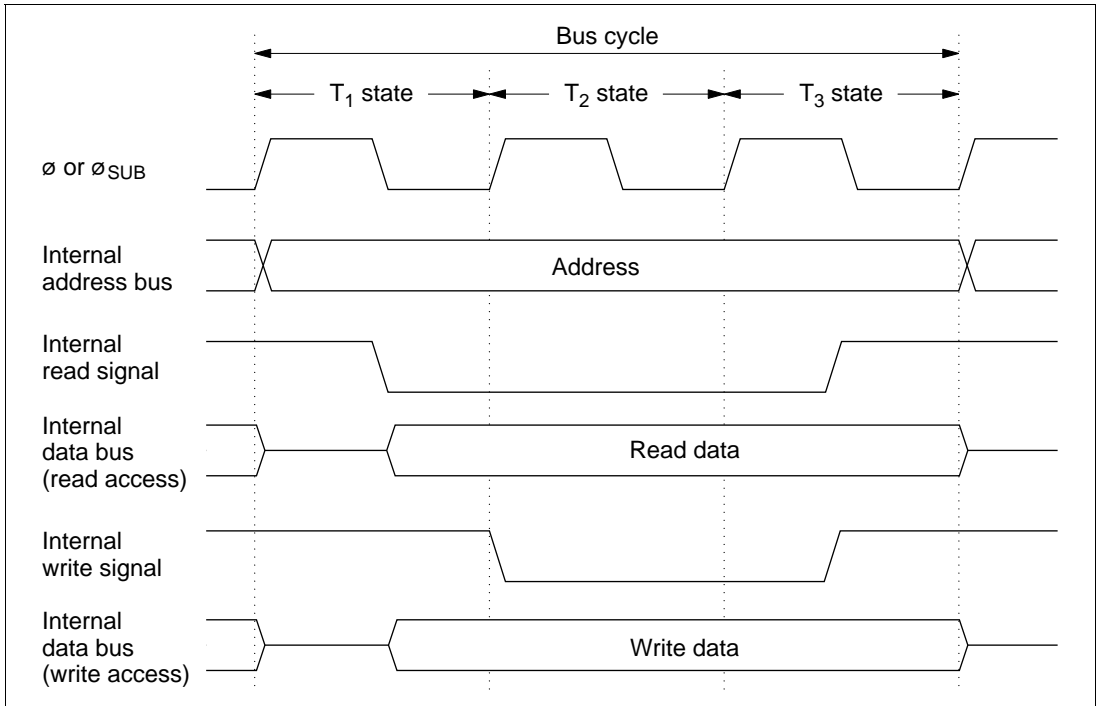 Bus cycle
T₁ state
T₂ state
T₃ state
ø or ø SUB
Internal
address bus
Address
Internal
read signal
Internal
data bus
(read access)
Read data
Internal
write signal
Internal
data bus
(write access)
Write data